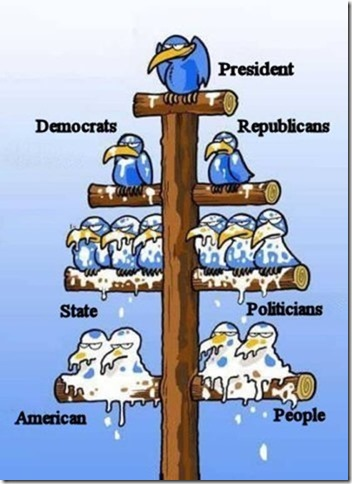 President
Democrats
Republicans
State
Politicians
American
People